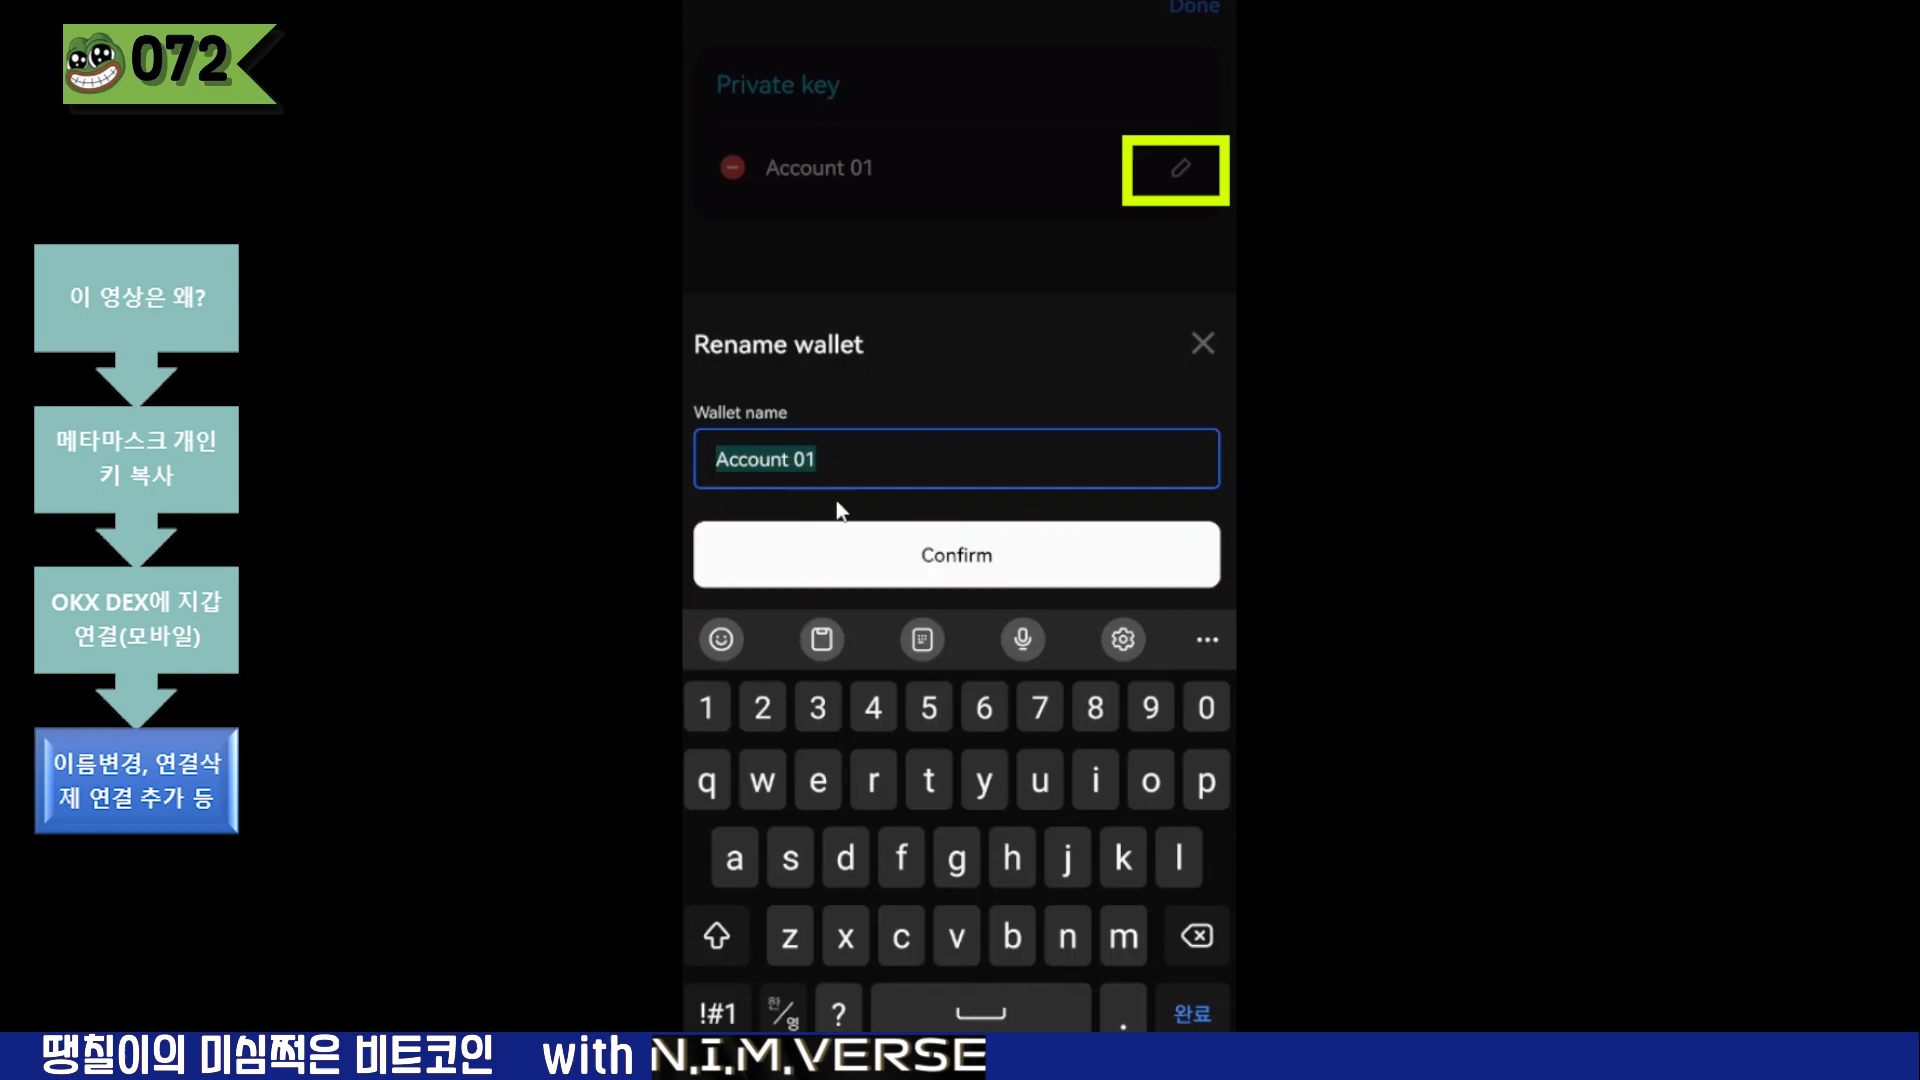 072
이 영상은 왜?
메타마스크 개인
키 복사
OKX DEX에 지갑
연결(모바일)
이름변경, 연결삭
제 연결 추가 등
Done
Private key
Account 01
Rename wallet
Wallet name
Account 01
Confirm
1 2 3 4 5 6 7 8 9 0
q w e r t y u i o p
a s d f g h j k l
z x c v b n m
!#1 한/영 ? . 완료
땡칠이의 미심쩍은 비트코인 with N.I.M.VERSE